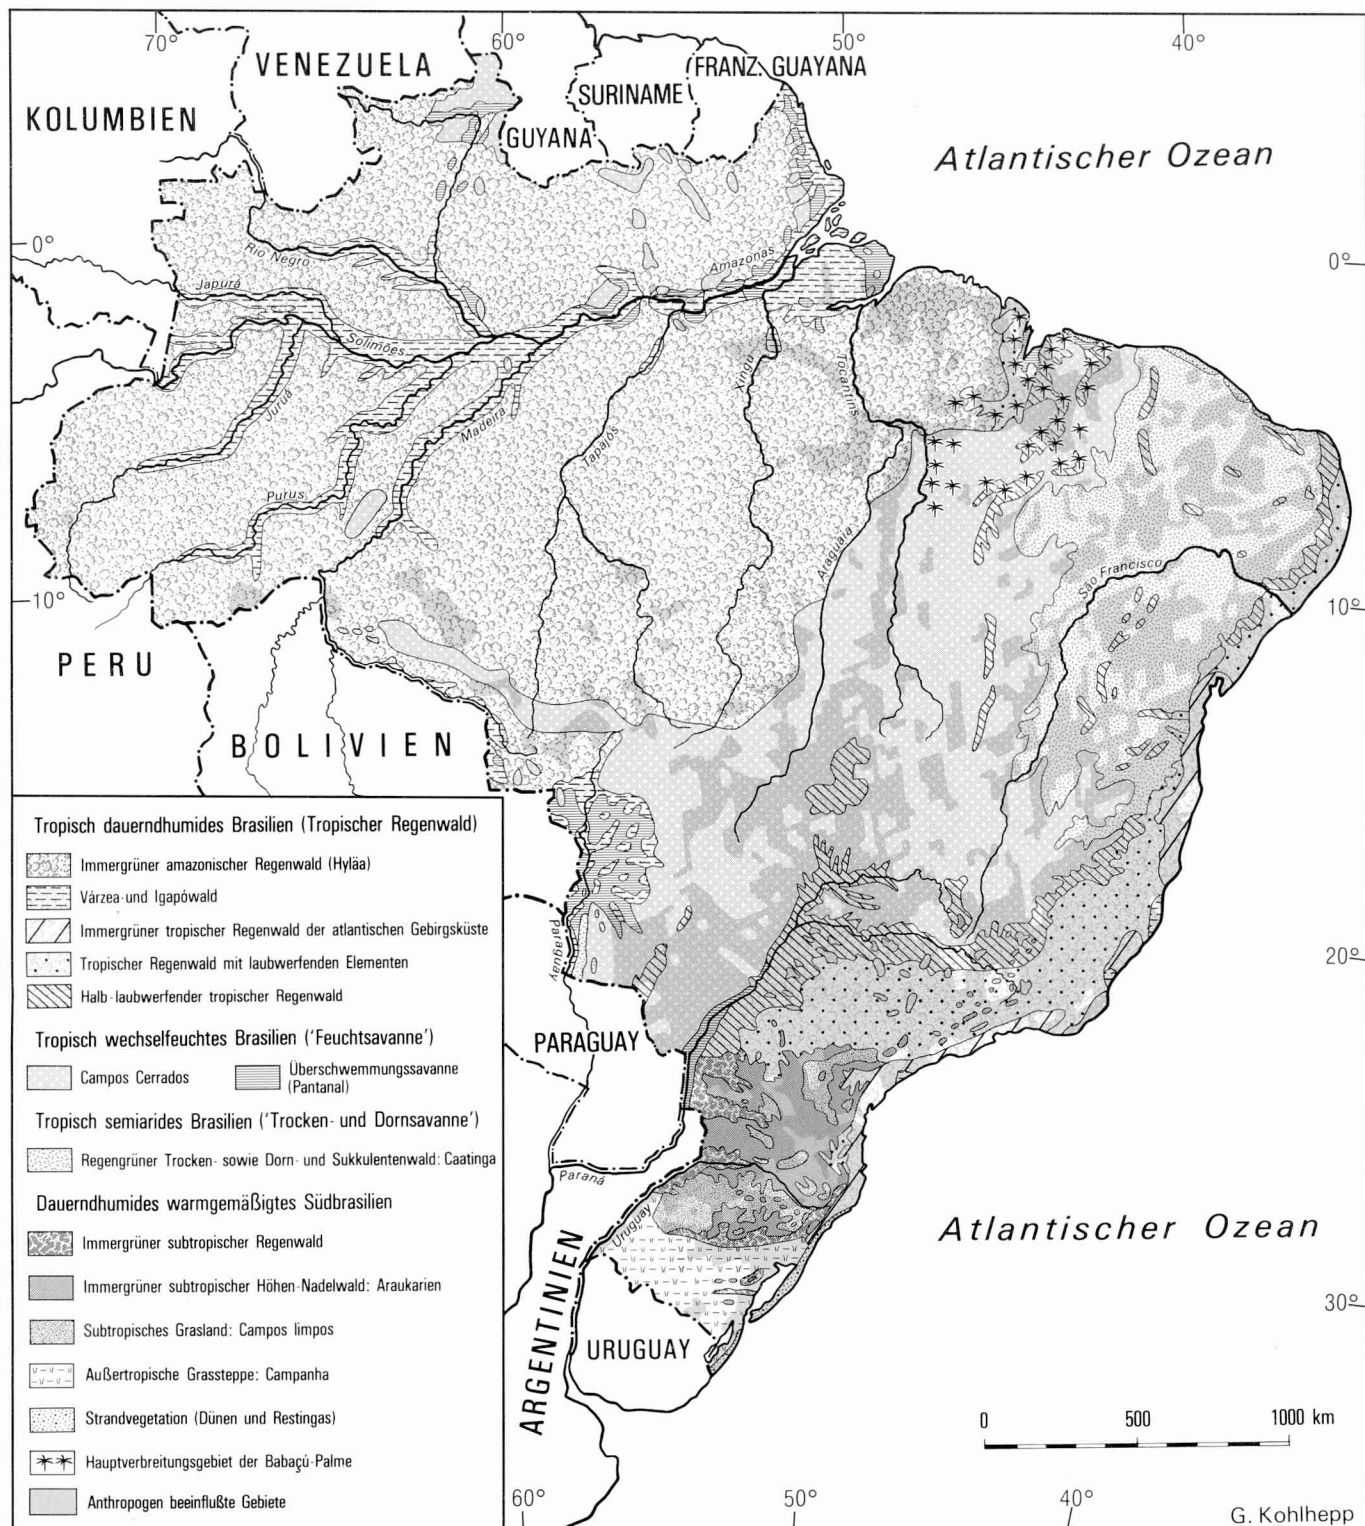 70°
60°
50°
40°
VENEZUELA
FRANZ. GUAYANA
KOLUMBIEN
SURINAME
GUYANA
Atlantischer Ozean
0°
0°
Rio Negro
Amazonas
Japurá
Solimões
Juruá
Madeira
Tapajós
Xingu
Tocantins
Purus
Araguaia
São Francisco
10°
10°
PERU
BOLIVIEN
Tropisch dauerndhumides Brasilien (Tropischer Regenwald)
Immergrüner amazonischer Regenwald (Hyläa)
Várzea-und Igapówald
Immergrüner tropischer Regenwald der atlantischen Gebirgsküste
Tropischer Regenwald mit laubwerfenden Elementen
Halb-laubwerfender tropischer Regenwald
Tropisch wechselfeuchtes Brasilien ('Feuchtsavanne')
Campos Cerrados
Überschwemmungssavanne
(Pantanal)
Tropisch semiarides Brasilien ('Trocken- und Dornsavanne')
Regengrüner Trocken- sowie Dorn- und Sukkulentenwald: Caatinga
Dauerndhumides warmgemäßigtes Südbrasilien
Immergrüner subtropischer Regenwald
Immergrüner subtropischer Höhen-Nadelwald: Araukarien
Subtropisches Grasland: Campos limpos
Außertropische Grassteppe: Campanha
Strandvegetation (Dünen und Restingas)
Hauptverbreitungsgebiet der Babaçú-Palme
Anthropogen beeinflußte Gebiete
Paraguay
20°
PARAGUAY
Paraná
Uruguay
ARGENTINIEN
URUGUAY
Atlantischer Ozean
30°
0 500 1000 km
60°
50°
40°
G. Kohlhepp